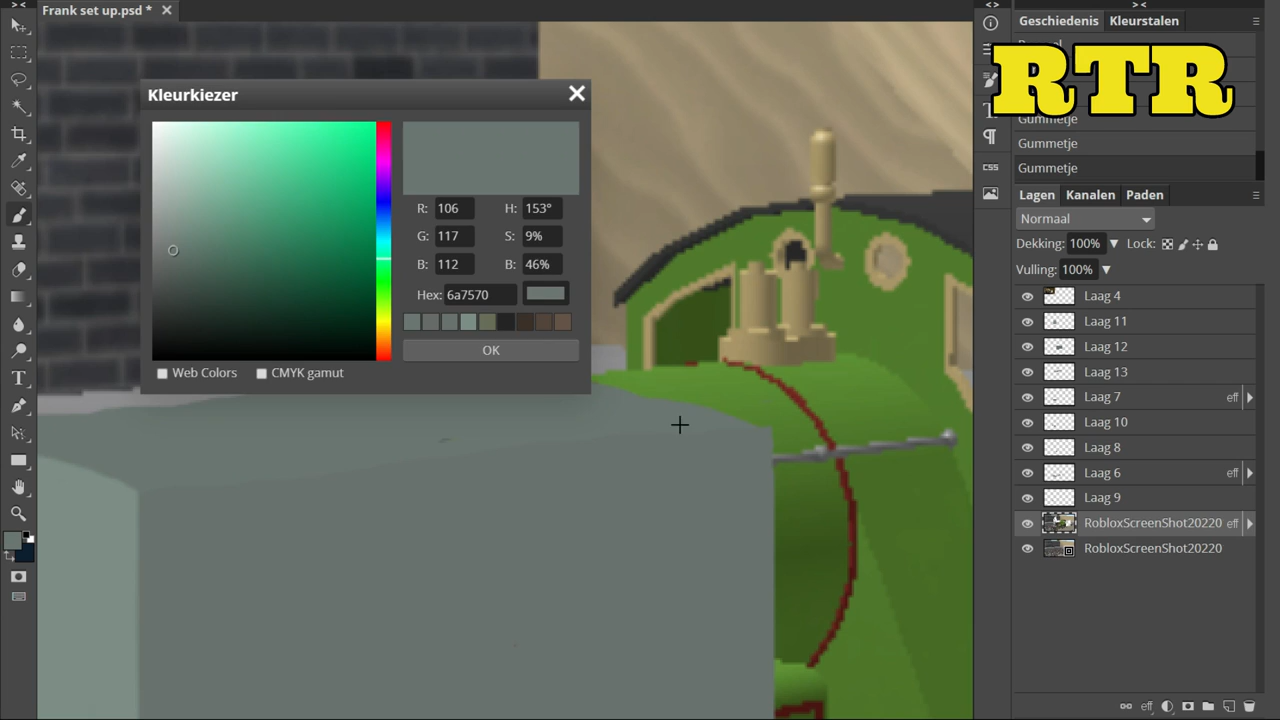 Frank set up.psd *
Geschiedenis Kleurstalen
RTR
Kleurkiezer
Gummetje
Gummetje
Gummetje
Lagen Kanalen Paden
R: 106 H: 153°
Normaal
G: 117 S: 9%
Dekking: 100% Lock:
B: 112 B: 46%
Vulling: 100%
Hex: 6a7570
OK
Web Colors CMYK gamut
Laag 4
Laag 11
Laag 12
Laag 13
Laag 7 eff
Laag 10
Laag 8
Laag 6 eff
Laag 9
RobloxScreenShot20220 eff
RobloxScreenShot20220
CSS
eff